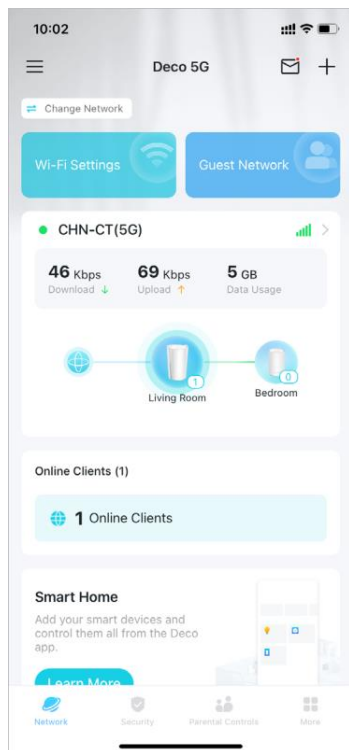 10:02
Deco 5G
Change Network
Wi-Fi Settings
Guest Network
CHN-CT(5G)
46 Kbps
Download ↓
69 Kbps
Upload ↑
5 GB
Data Usage
1
Living Room
0
Bedroom
Online Clients (1)
1 Online Clients
Smart Home
Add your smart devices and
control them all from the Deco
app.
Learn More
Network
Security
Parental Controls
More